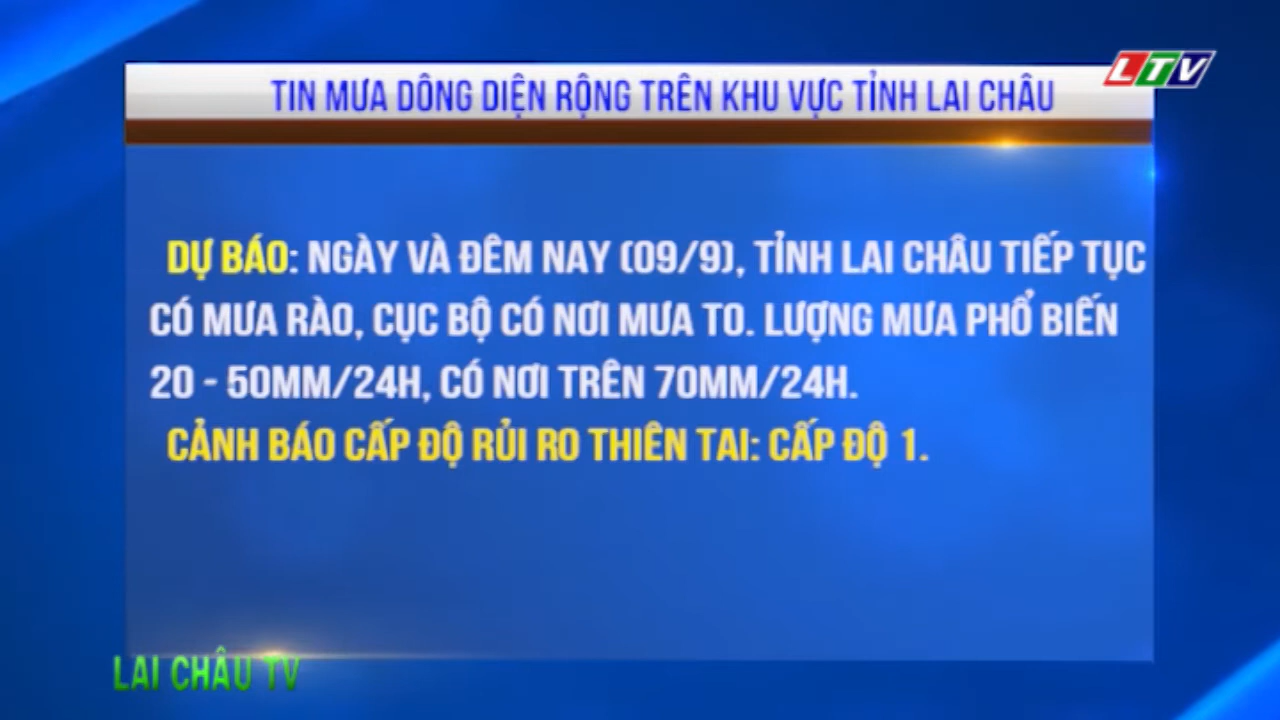 LTV
TIN MƯA DÔNG DIỆN RỘNG TRÊN KHU VỰC TỈNH LAI CHÂU
DỰ BÁO: NGÀY VÀ ĐÊM NAY (09/9), TỈNH LAI CHÂU TIẾP TỤC
CÓ MƯA RÀO, CỤC BỘ CÓ NƠI MƯA TO. LƯỢNG MƯA PHỔ BIẾN
20 - 50MM/24H, CÓ NƠI TRÊN 70MM/24H.
CẢNH BÁO CẤP ĐỘ RỦI RO THIÊN TAI: CẤP ĐỘ 1.
LAI CHÂU TV